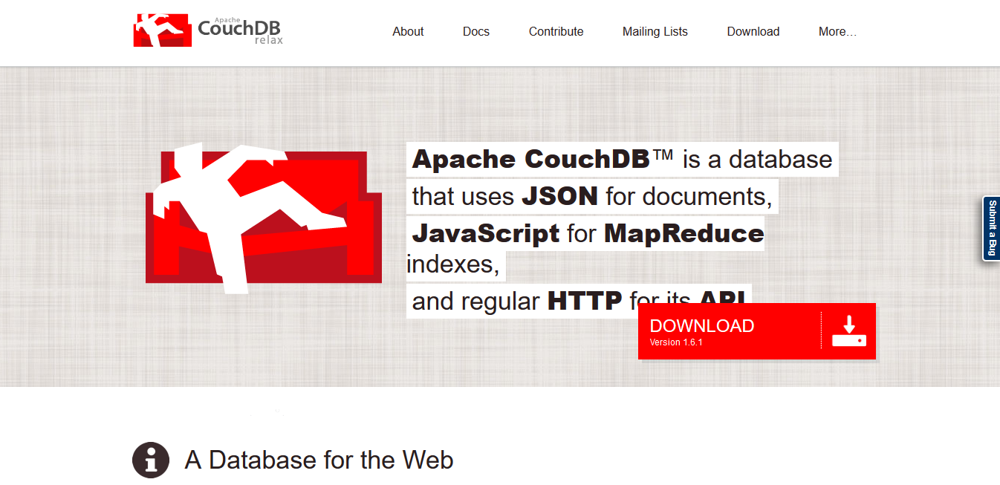 Apache
CouchDB
relax
About
Docs
Contribute
Mailing Lists
Download
More…
Apache CouchDB™ is a database
that uses JSON for documents,
JavaScript for MapReduce
indexes,
and regular HTTP for its API
DOWNLOAD
Version 1.6.1
Submit a Bug
A Database for the Web